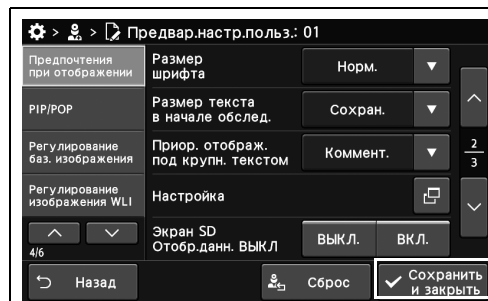 > > Предвар.настр.польз.: 01
Предпочтения
при отображении
PIP/POP
Регулирование
баз. изображения
Регулирование
изображения WLI
4/6
Размер
шрифта
Норм.
Размер текста
в начале обслед.
Сохран.
Приор. отображ.
под крупн. текстом
Коммент.
Настройка
Экран SD
Отобр.данн. ВЫКЛ
ВЫКЛ.
ВКЛ.
2
3
Назад
Сброс
Сохранить
и закрыть